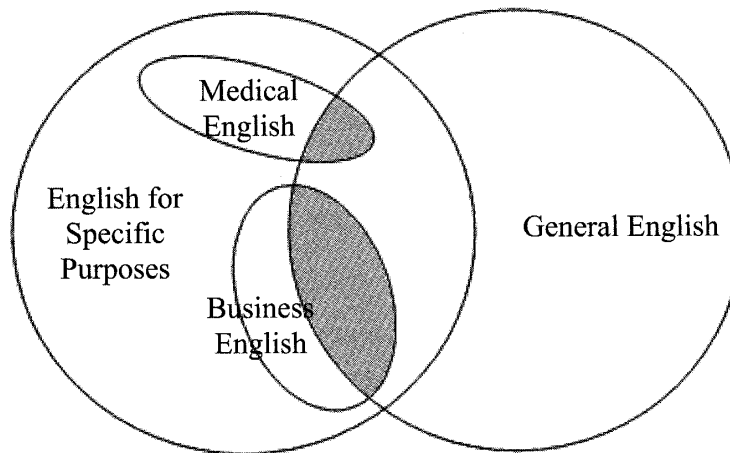 Medical
English
English for
Specific
Purposes
General English
Business
English